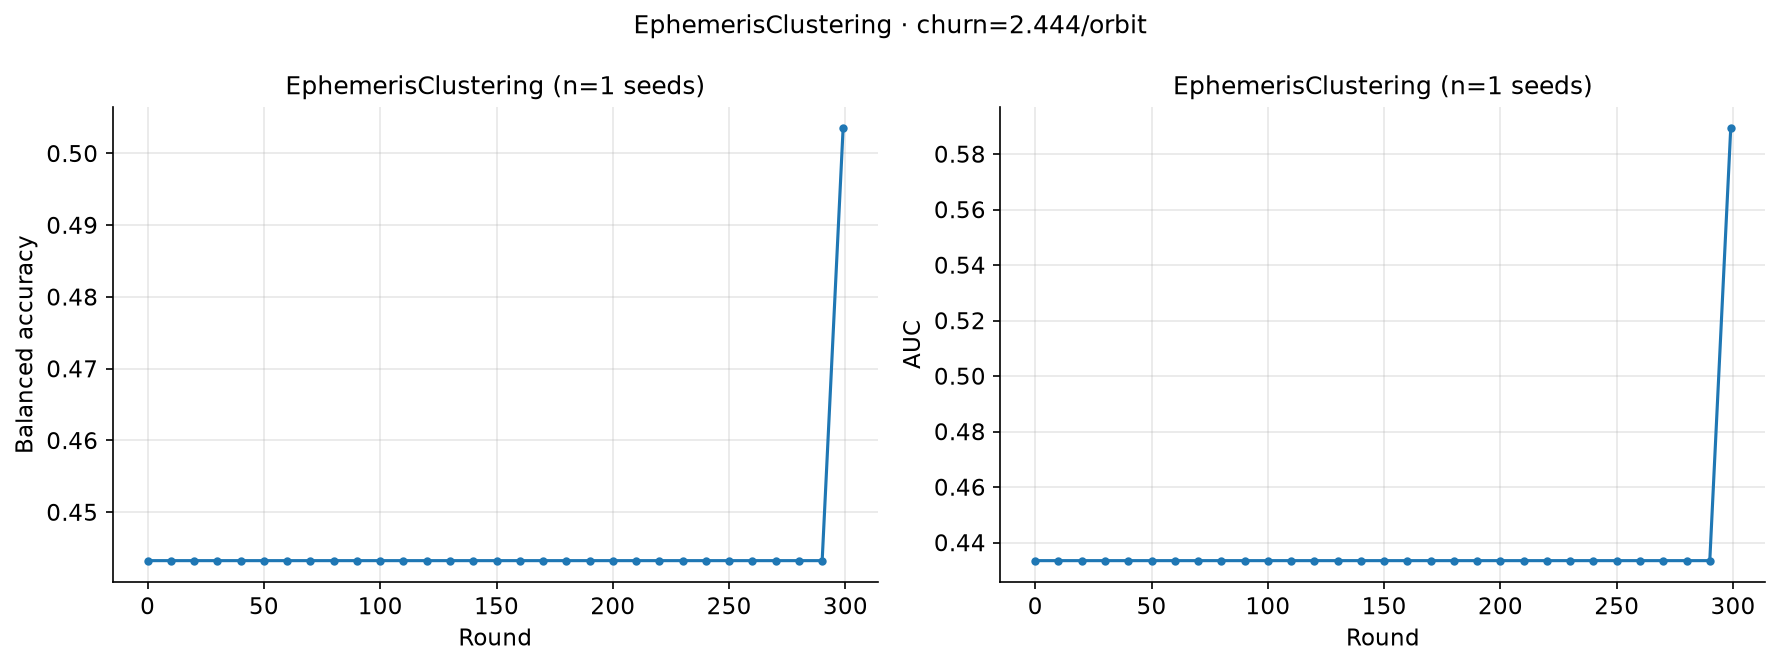 EphemerisClustering · churn=2.444/orbit
EphemerisClustering (n=1 seeds)
Balanced accuracy
0.50
0.49
0.48
0.47
0.46
0.45
0 50 100 150 200 250 300
Round
EphemerisClustering (n=1 seeds)
AUC
0.58
0.56
0.54
0.52
0.50
0.48
0.46
0.44
0 50 100 150 200 250 300
Round